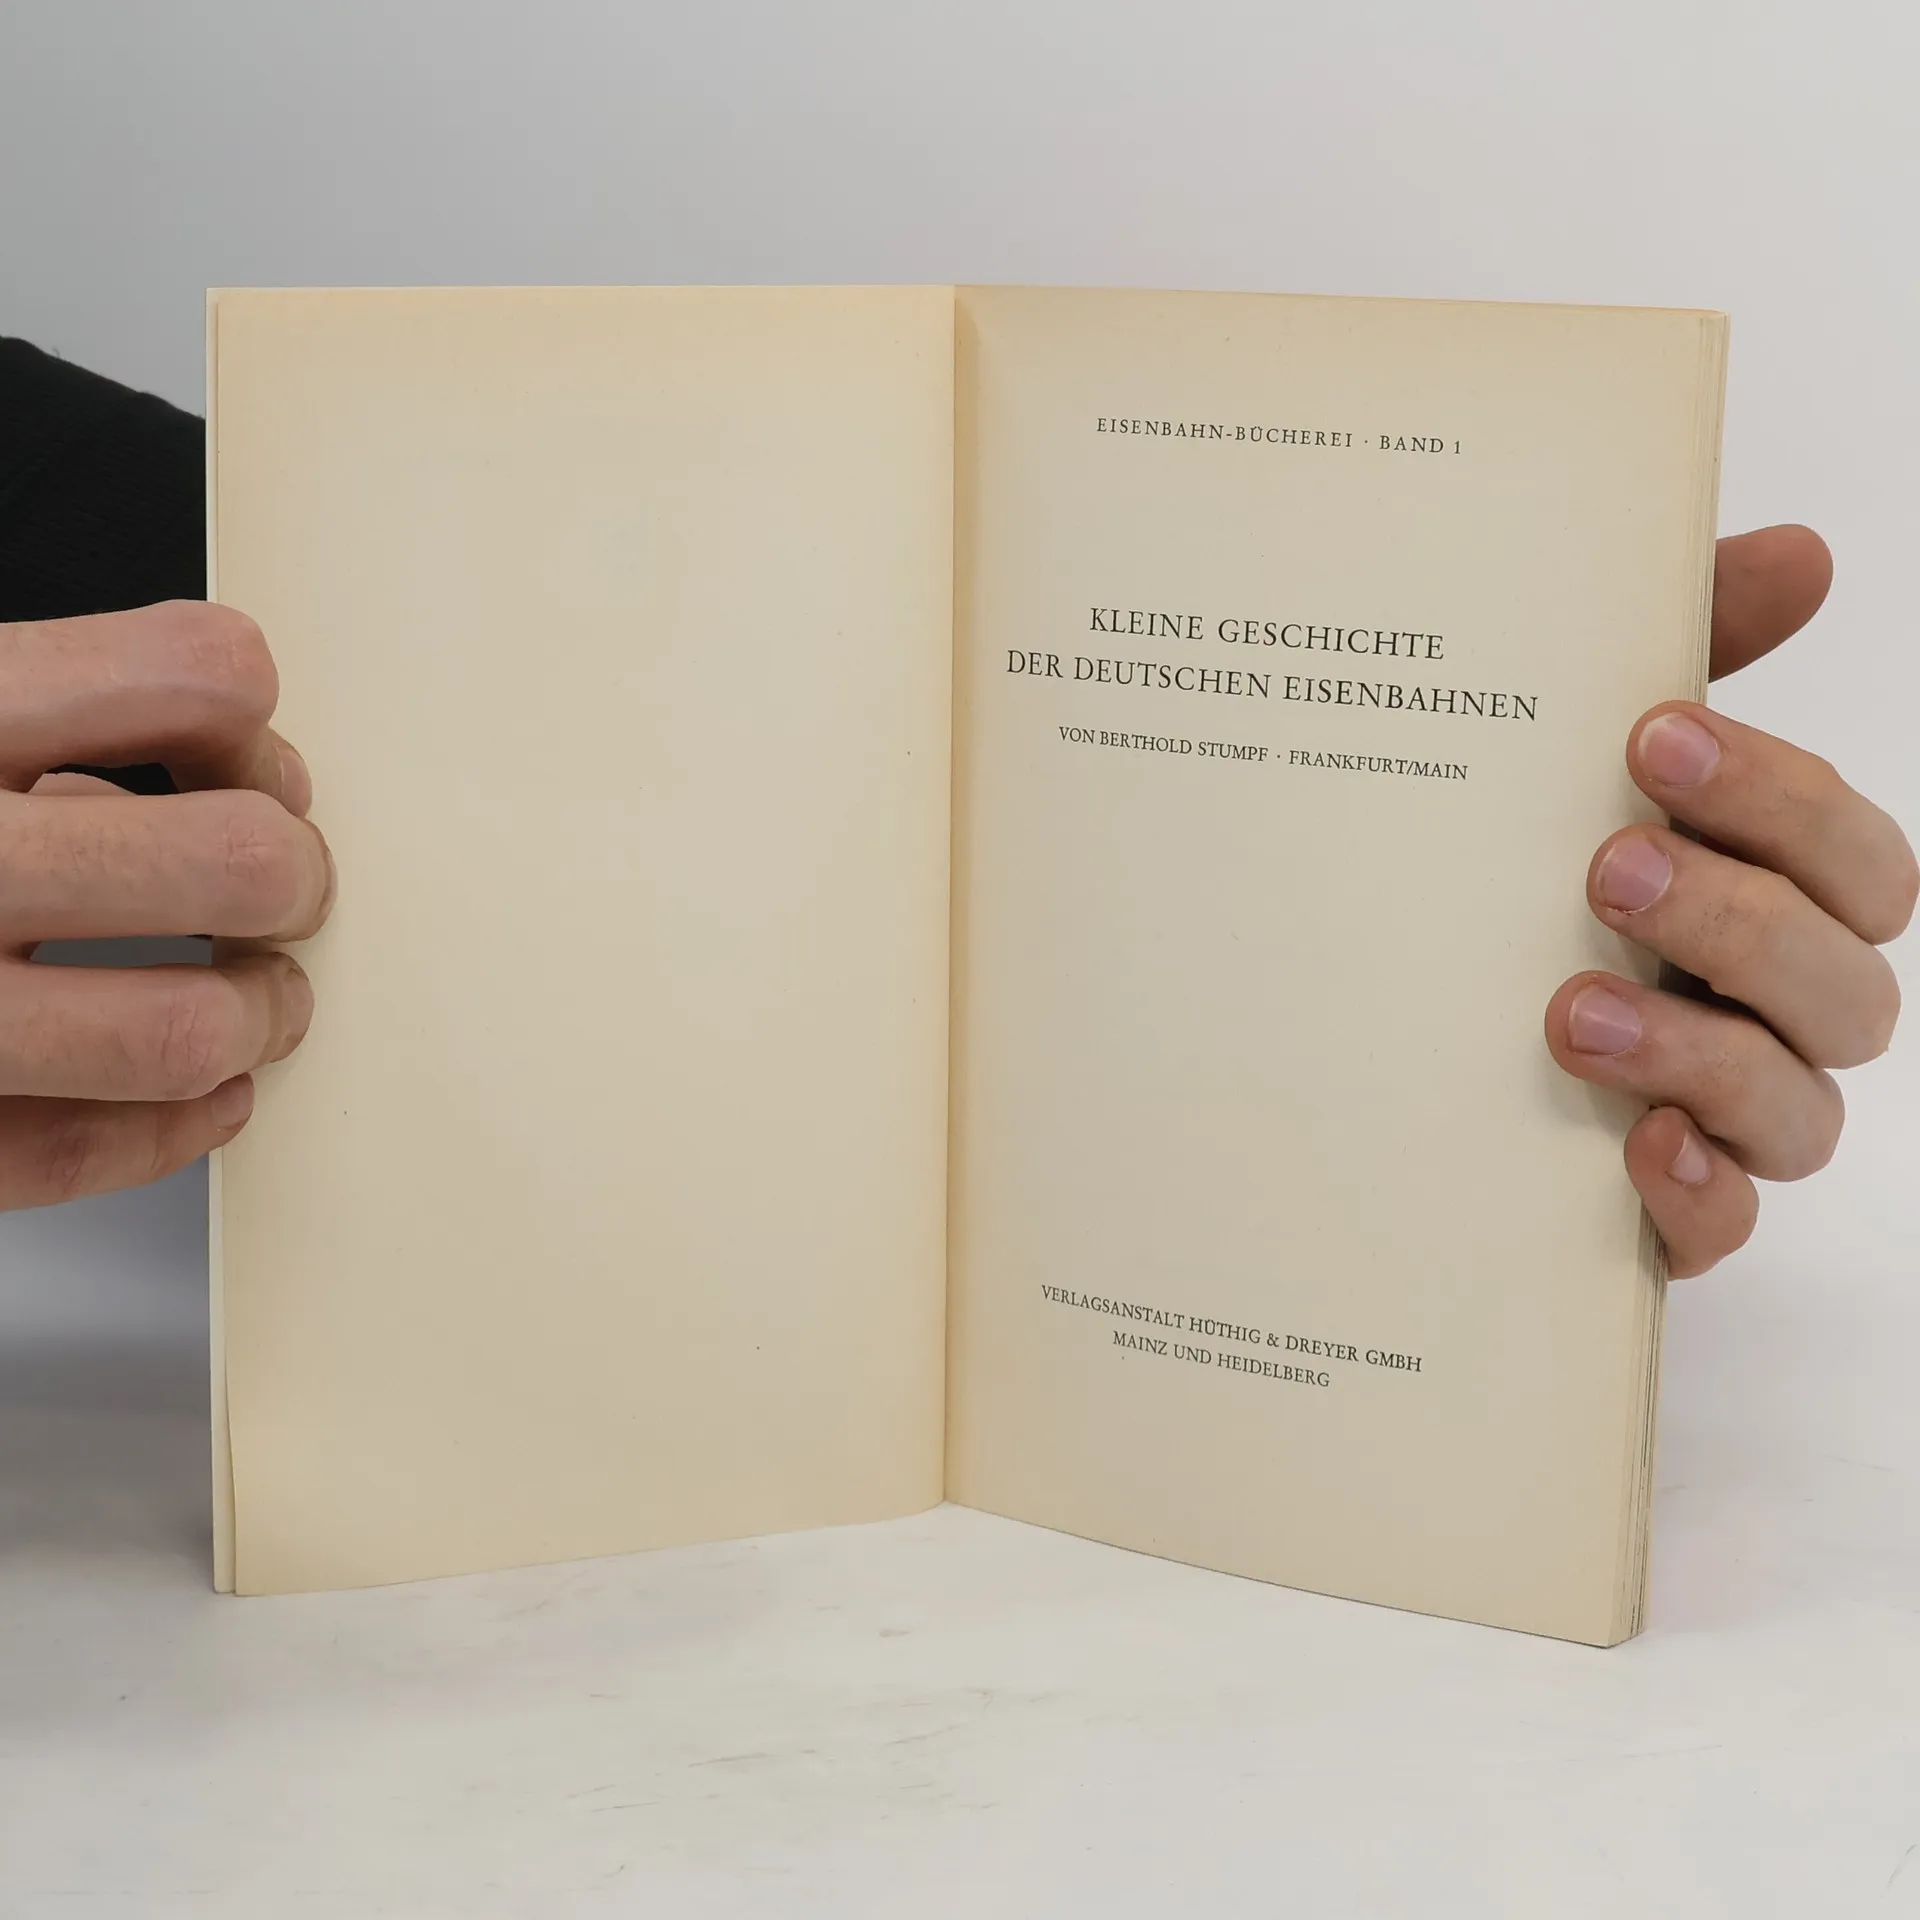 EISENBAHN-BÜCHEREI · BAND 1
KLEINE GESCHICHTE
DER DEUTSCHEN EISENBAHNEN
VON BERTHOLD STUMPF · FRANKFURT/MAIN
VERLAGSANSTALT HÜTHIG & DREYER GMBH
MAINZ UND HEIDELBERG